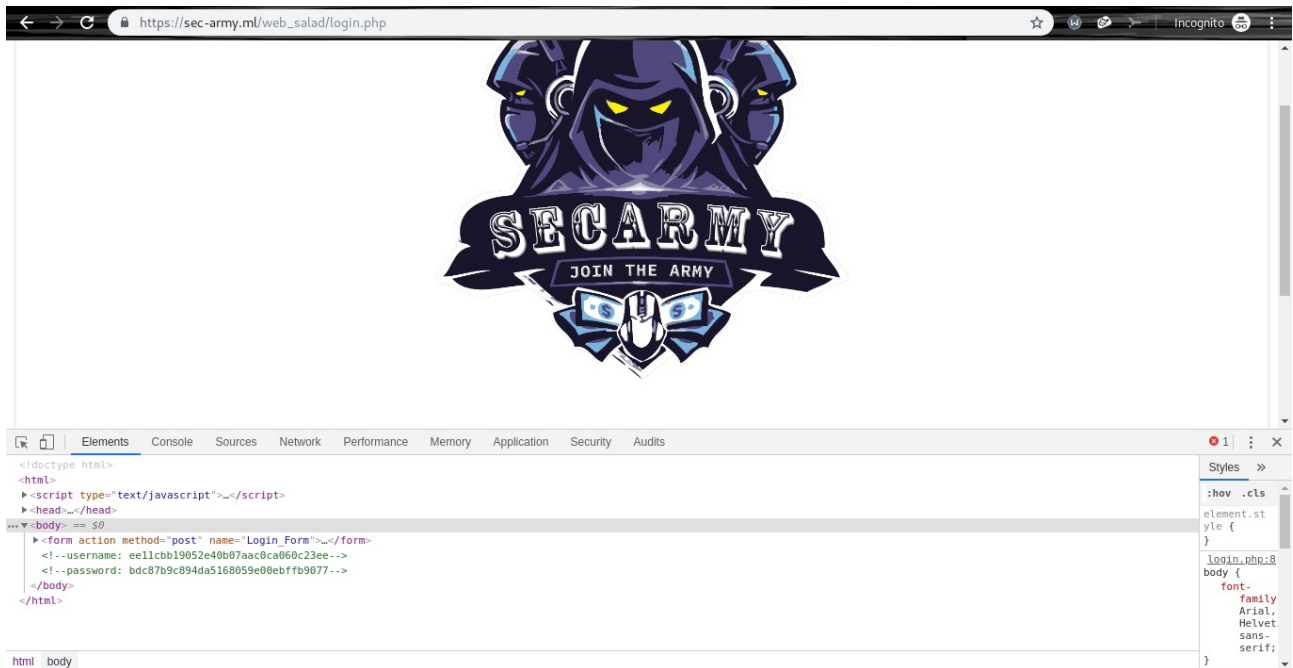 https://sec-army.ml/web_salad/login.php
Incognito
SECARMY
JOIN THE ARMY
Elements Console Sources Network Performance Memory Application Security Audits
1
<!doctype html>
<html>
<script type="text/javascript">…</script>
<head>…</head>
<body> == $0
<form action method="post" name="Login_Form">…</form>
<!--username: ee11cbb19052e40b07aac0ca060c23ee-->
<!--password: bdc87b9c894da5168059e00ebffb9077-->
</body>
</html>
html body
Styles »
:hov .cls
element.st
yle {
}
login.php:8
body {
font-
family
Arial,
Helvet
sans-
serif;
}